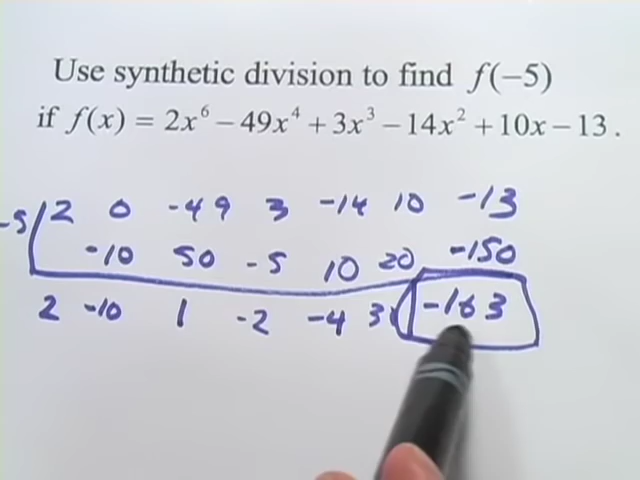 Use synthetic division to find f(−5)
if f(x) = 2x⁶ − 49x⁴ + 3x³ − 14x² + 10x − 13.
-5 2 0 -49 3 -14 10 -13
-10 50 -5 10 20 -150
2 -10 1 -2 -4 3 -163